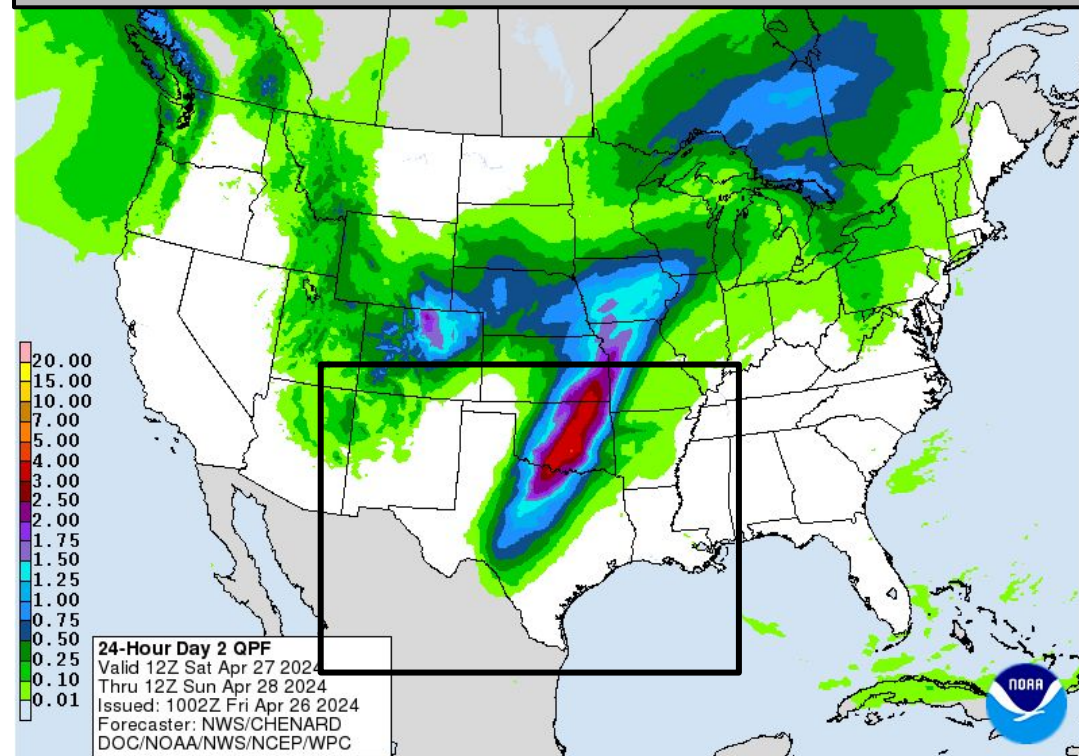 20.00
15.00
10.00
7.00
5.00
4.00
3.00
2.50
2.00
1.75
1.50
1.25
1.00
0.75
0.50
0.25
0.10
0.01
24-Hour Day 2 QPF
Valid 12Z Sat Apr 27 2024
Thru 12Z Sun Apr 28 2024
Issued: 1002Z Fri Apr 26 2024
Forecaster: NWS/CHENARD
DOC/NOAA/NWS/NCEP/WPC
NOAA